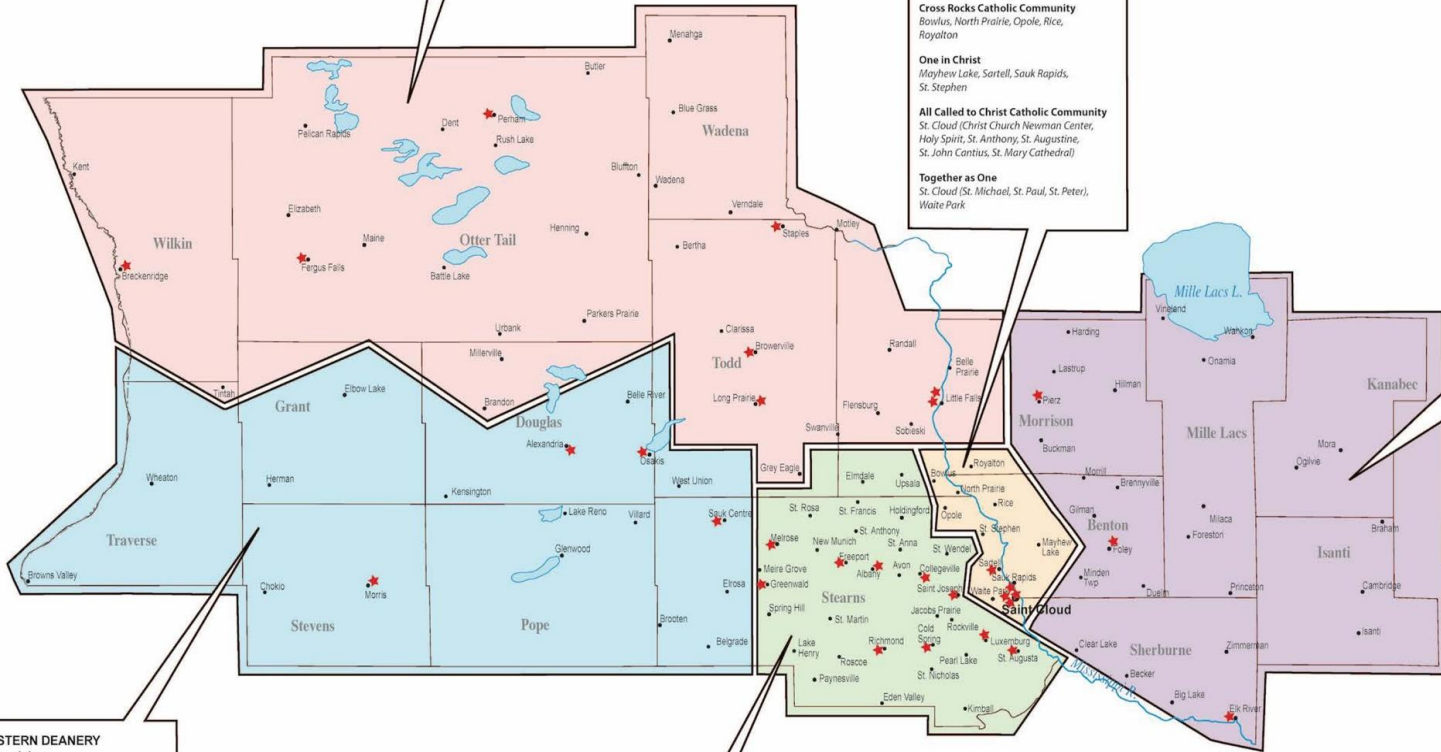 Cross Rocks Catholic Community
Bowlus, North Prairie, Opole, Rice,
Royalton
One in Christ
Mayhew Lake, Sartell, Sauk Rapids,
St. Stephen
All Called to Christ Catholic Community
St. Cloud (Christ Church Newman Center,
Holy Spirit, St. Anthony, St. Augustine,
St. John Cantius, St. Mary Cathedral)
Together as One
St. Cloud (St. Michael, St. Paul, St. Peter),
Waite Park
Menahga
Butler
Blue Grass
Wadena
Pelican Rapids
Dent
Perham
Rush Lake
Bluffton
Wadena
Kent
Elizabeth
Verndale
Maine
Otter Tail
Henning
Staples
Motley
Wilkin
Bertha
Breckenridge
Fergus Falls
Battle Lake
Parkers Prairie
Urbank
Clarissa
Millerville
Browerville
Randall
Todd
Belle
Prairie
Tintah
Elbow Lake
Brandon
Belle River
Long Prairie
Flensburg
Little Falls
Grant
Douglas
Swanville
Sobieski
Alexandria
Osakis
Grey Eagle
Wheaton
Herman
Kensington
West Union
Lake Reno
Villard
Sauk Centre
Traverse
Glenwood
Browns Valley
Chokio
Morris
Elrosa
Stevens
Pope
Brooten
Belgrade
Elmdale
Upsala
St. Rosa
St. Francis
Holdingford
St. Anthony
Melrose
New Munich
St. Anna
St. Wendel
Freeport
Meire Grove
Albany
Avon
Collegeville
Greenwald
Saint Joseph
Stearns
Spring Hill
St. Martin
Jacobs Prairie
Rockville
Cold
Spring
Luxemburg
Lake
Henry
Richmond
Roscoe
Pearl Lake
St. Augusta
St. Nicholas
Paynesville
Eden Valley
Kimball
Royalton
Bowlus
North Prairie
Rice
Opole
St. Stephen
Mayhew
Lake
Sartell
Sauk Rapids
Waite Park
Saint Cloud
Mississippi R.
Mille Lacs L.
Vineland
Wahkon
Harding
Onamia
Lastrup
Hillman
Kanabec
Pierz
Morrison
Mille Lacs
Buckman
Mora
Ogilvie
Morrill
Brennyville
Gilman
Milaca
Benton
Foreston
Braham
Foley
Isanti
Minden
Twp
Duelm
Princeton
Cambridge
Isanti
Clear Lake
Sherburne
Zimmerman
Becker
Big Lake
Elk River
STERN DEANERY